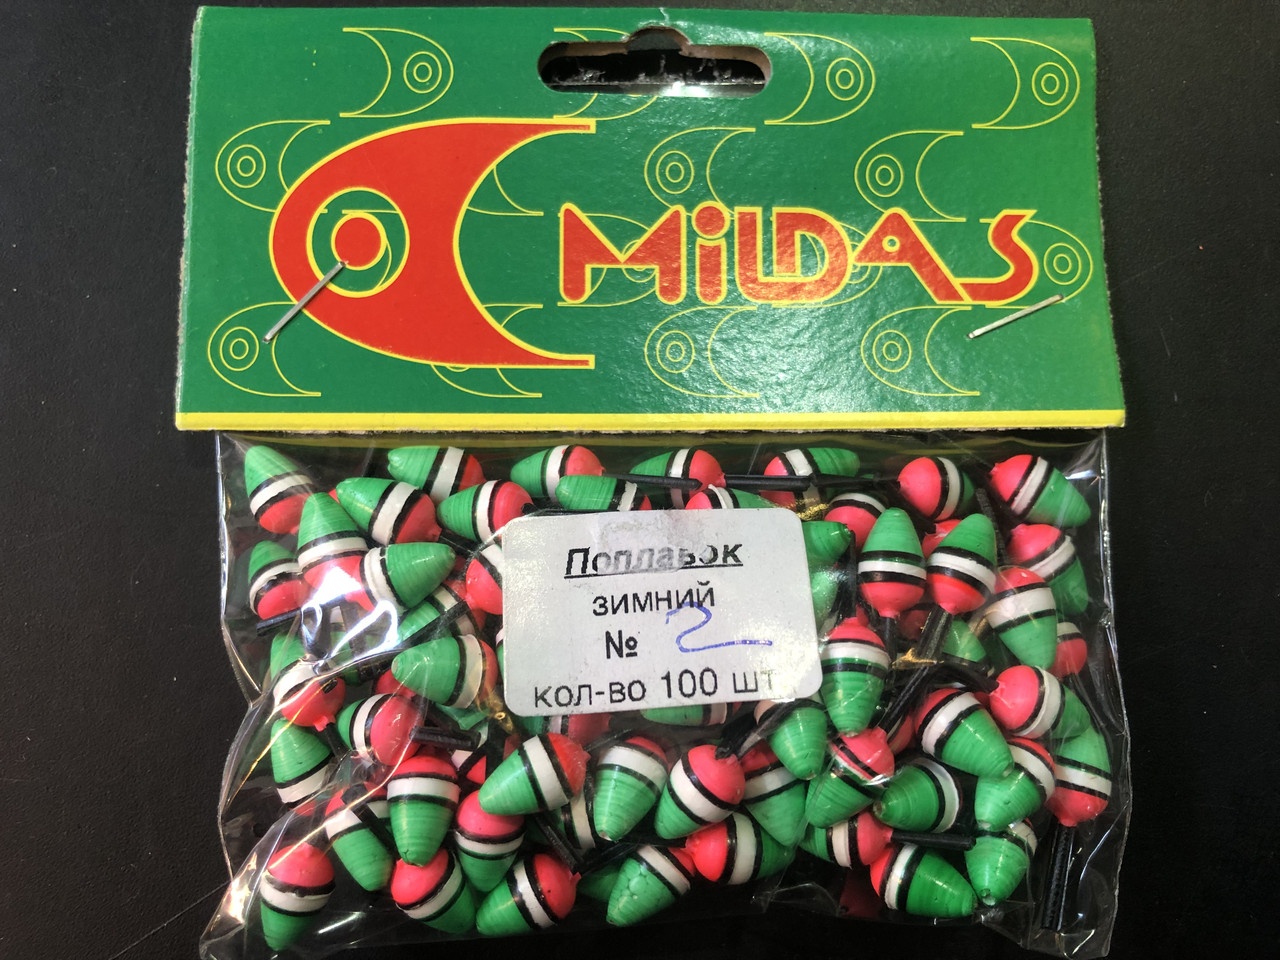 MiLDAS
Поплавок
зимний
№ 2
кол-во 100 шт